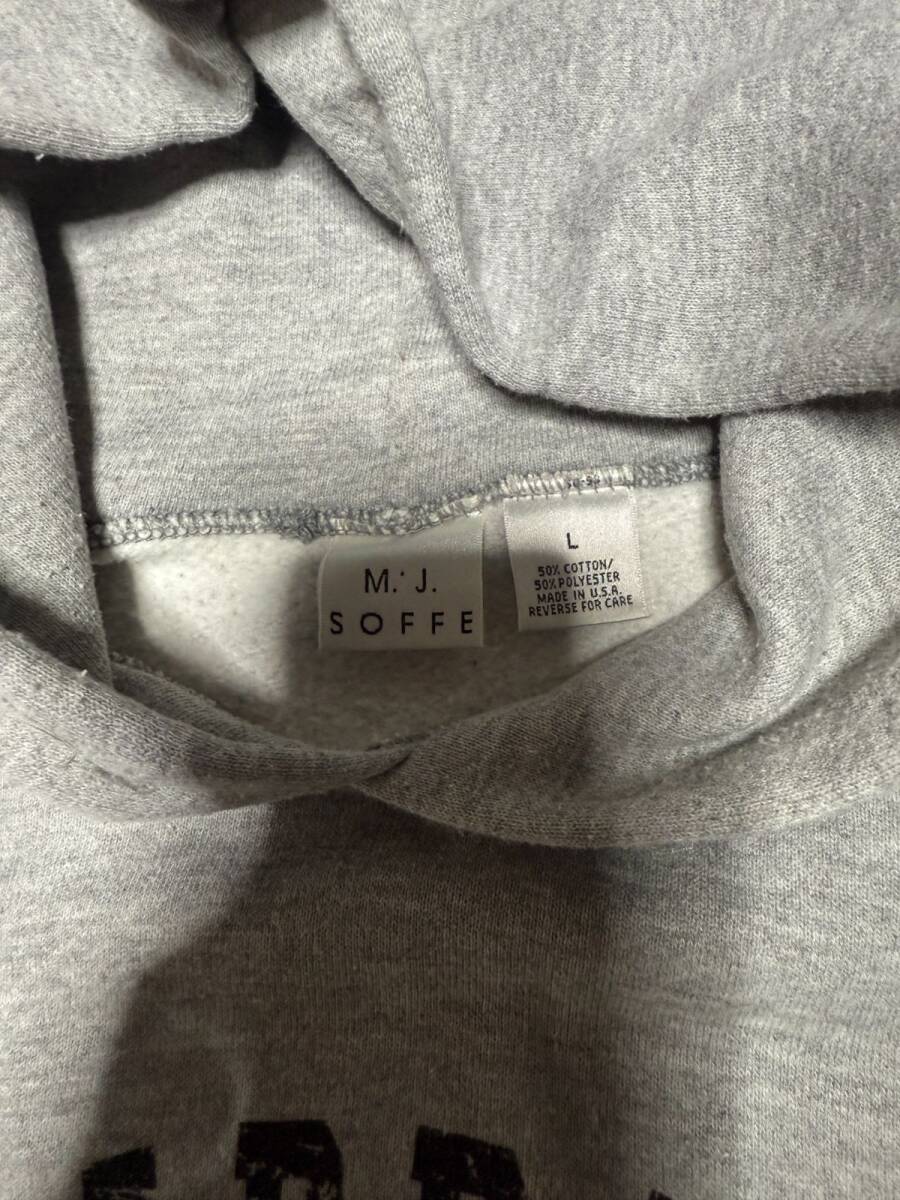 M. J.
SOFFE
L
50% COTTON/
50% POLYESTER
MADE IN U.S.A.
REVERSE FOR CARE